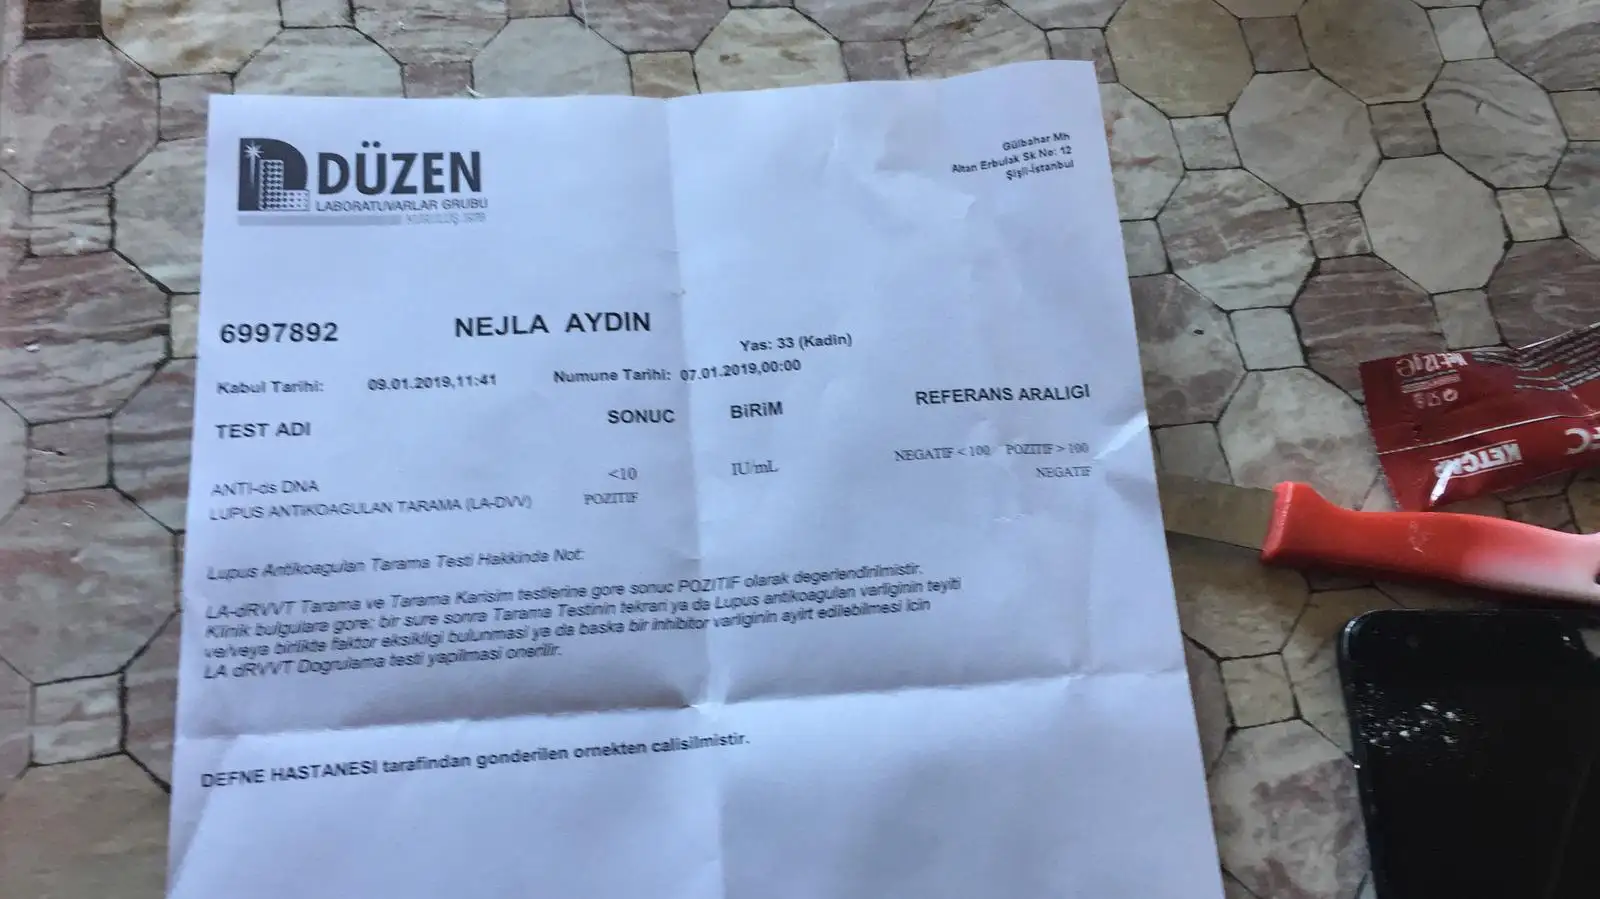 DÜZEN
LABORATUVARLAR GRUBU
KURULUŞ 1975
Gülbahar Mh
Altan Erbulak Sk No: 12
Şişli-İstanbul
6997892 NEJLA AYDIN
Yas: 33 (Kadin)
Kabul Tarihi: 09.01.2019,11:41 Numune Tarihi: 07.01.2019,00:00
TEST ADI SONUC BiRiM REFERANS ARALIGI
ANTI-ds DNA <10 IU/mL NEGATIF < 100 POZITIF > 100
LUPUS ANTiKOAGULAN TARAMA (LA-DVV) POZITIF NEGATIF
Lupus Antikoagulan Tarama Testi Hakkinda Not:
LA-dRVVT Tarama ve Tarama Karisim testlerine gore sonuc POZITIF olarak degerlendirilmistir.
Klinik bulgulara gore; bir sure sonra Tarama Testinin tekrari ya da Lupus antikoagulan varliginin teyiti
ve/veya birlikte faktor eksikligi bulunmasi ya da baska bir inhibitor varliginin ayirt edilebilmesi icin
LA dRVVT Dogrulama testi yapilmasi onerilir.
DEFNE HASTANESI tarafindan gonderilen ornekten calisilmistir.
KETÇAP